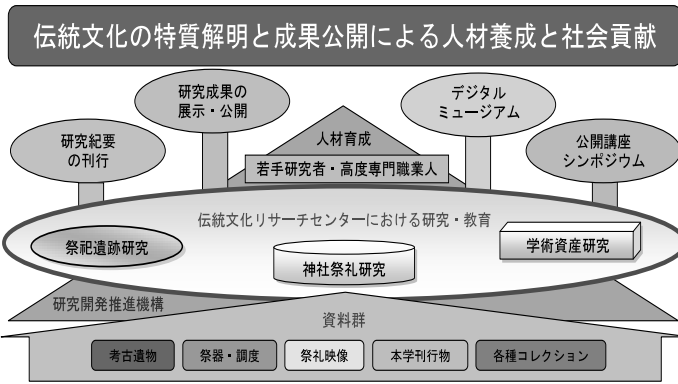 伝統文化の特質解明と成果公開による人材養成と社会貢献
研究成果の
展示・公開
デジタル
ミュージアム
研究紀要
の刊行
人材育成
若手研究者・高度専門職業人
公開講座
シンポジウム
伝統文化リサーチセンターにおける研究・教育
祭祀遺跡研究
神社祭礼研究
学術資産研究
研究開発推進機構
資料群
考古遺物
祭器・調度
祭礼映像
本学刊行物
各種コレクション